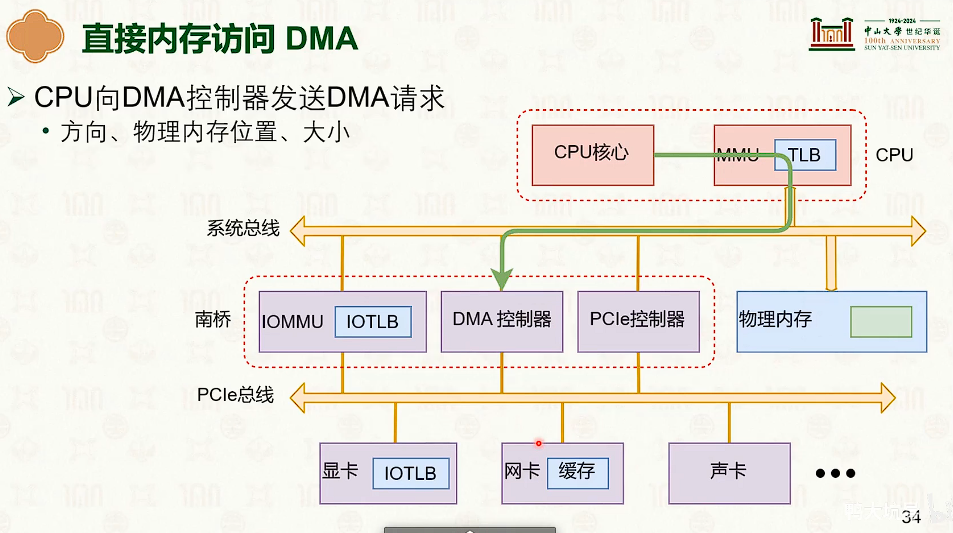 直接内存访问 DMA
1924-2024
中山大學 世纪华诞
100th ANNIVERSARY
SUN YAT-SEN UNIVERSITY
CPU向DMA控制器发送DMA请求
• 方向、物理内存位置、大小
CPU核心
MMU
TLB
CPU
系统总线
南桥
IOMMU
IOTLB
DMA 控制器
PCIe控制器
物理内存
PCIe总线
显卡
IOTLB
网卡
缓存
声卡
•••
34